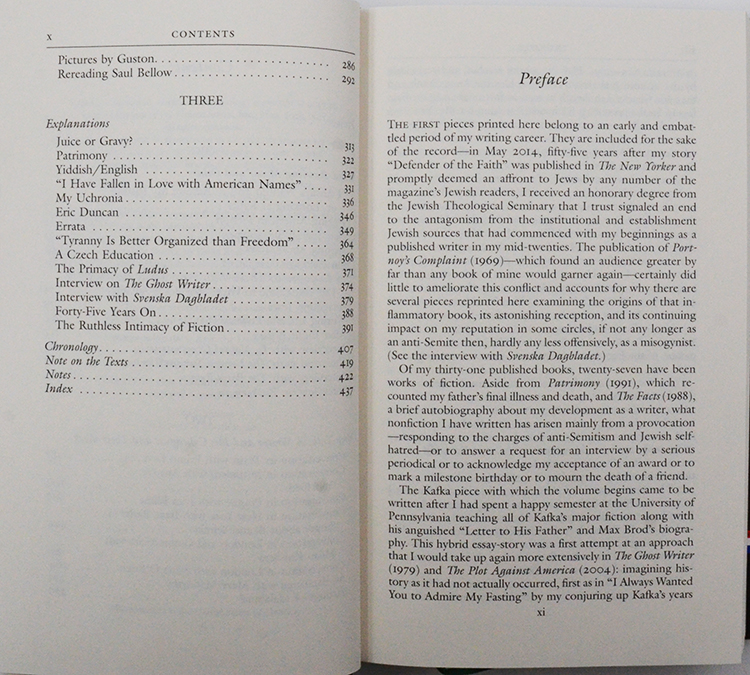 x CONTENTS
Pictures by Guston. . . . . . . . . . . . . . . . . . . . . . . . . . 286
Rereading Saul Bellow. . . . . . . . . . . . . . . . . . . . . . . 292
THREE
Explanations
Juice or Gravy? . . . . . . . . . . . . . . . . . . . . . . . . . . . . 313
Patrimony . . . . . . . . . . . . . . . . . . . . . . . . . . . . . . . . 322
Yiddish/English . . . . . . . . . . . . . . . . . . . . . . . . . . . 327
“I Have Fallen in Love with American Names” . . . . 331
My Uchronia. . . . . . . . . . . . . . . . . . . . . . . . . . . . . . 336
Eric Duncan . . . . . . . . . . . . . . . . . . . . . . . . . . . . . . 346
Errata . . . . . . . . . . . . . . . . . . . . . . . . . . . . . . . . . . . 349
“Tyranny Is Better Organized than Freedom” . . . . . 364
A Czech Education . . . . . . . . . . . . . . . . . . . . . . . . . 368
The Primacy of Ludus . . . . . . . . . . . . . . . . . . . . . . . 371
Interview on The Ghost Writer . . . . . . . . . . . . . . . . 374
Interview with Svenska Dagbladet . . . . . . . . . . . . . . 379
Forty-Five Years On . . . . . . . . . . . . . . . . . . . . . . . . 388
The Ruthless Intimacy of Fiction . . . . . . . . . . . . . . . 391
Chronology. . . . . . . . . . . . . . . . . . . . . . . . . . . . . . . . . 407
Note on the Texts . . . . . . . . . . . . . . . . . . . . . . . . . . . . 419
Notes . . . . . . . . . . . . . . . . . . . . . . . . . . . . . . . . . . . . . 422
Index . . . . . . . . . . . . . . . . . . . . . . . . . . . . . . . . . . . . . 437
Preface
THE FIRST pieces printed here belong to an early and embat-
tled period of my writing career. They are included for the sake
of the record—in May 2014, fifty-five years after my story
“Defender of the Faith” was published in The New Yorker and
promptly deemed an affront to Jews by any number of the
magazine’s Jewish readers, I received an honorary degree from
the Jewish Theological Seminary that I trust signaled an end
to the antagonism from the institutional and establishment
Jewish sources that had commenced with my beginnings as a
published writer in my mid-twenties. The publication of Port-
noy’s Complaint (1969)—which found an audience greater by
far than any book of mine would garner again—certainly did
little to ameliorate this conflict and accounts for why there are
several pieces reprinted here examining the origins of that in-
flammatory book, its astonishing reception, and its continuing
impact on my reputation in some circles, if not any longer as
an anti-Semite then, hardly any less offensively, as a misogynist.
(See the interview with Svenska Dagbladet.)
Of my thirty-one published books, twenty-seven have been
works of fiction. Aside from Patrimony (1991), which re-
counted my father’s final illness and death, and The Facts (1988),
a brief autobiography about my development as a writer, what
nonfiction I have written has arisen mainly from a provocation
—responding to the charges of anti-Semitism and Jewish self-
hatred—or to answer a request for an interview by a serious
periodical or to acknowledge my acceptance of an award or to
mark a milestone birthday or to mourn the death of a friend.
The Kafka piece with which the volume begins came to be
written after I had spent a happy semester at the University of
Pennsylvania teaching all of Kafka’s major fiction along with
his anguished “Letter to His Father” and Max Brod’s biogra-
phy. This hybrid essay-story was a first attempt at an approach
that I would take up again more extensively in The Ghost Writer
(1979) and The Plot Against America (2004): imagining his-
tory as it had not actually occurred, first as in “I Always Wanted
You to Admire My Fasting” by my conjuring up Kafka’s years
xi